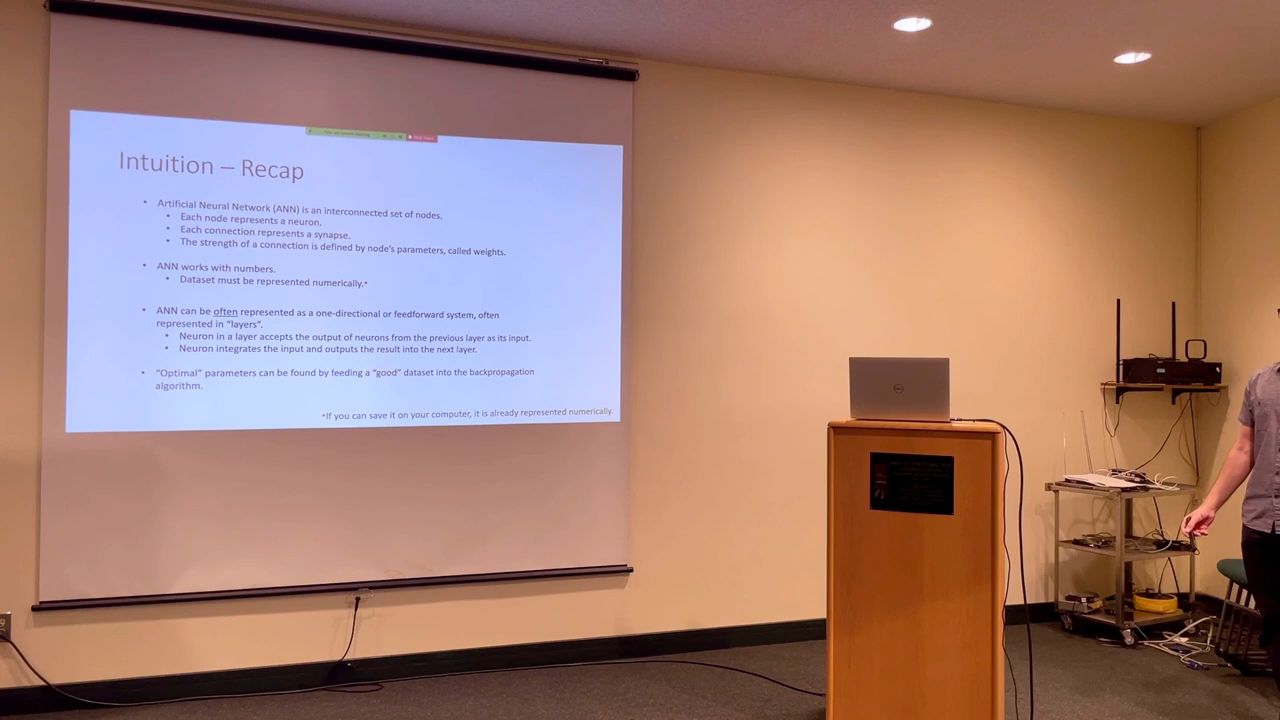 Intuition – Recap
• Artificial Neural Network (ANN) is an interconnected set of nodes.
• Each node represents a neuron.
• Each connection represents a synapse.
• The strength of a connection is defined by node's parameters, called weights.
• ANN works with numbers.
• Dataset must be represented numerically.*
• ANN can be often represented as a one-directional or feedforward system, often
represented in "layers".
• Neuron in a layer accepts the output of neurons from the previous layer as its input.
• Neuron integrates the input and outputs the result into the next layer.
• "Optimal" parameters can be found by feeding a "good" dataset into the backpropagation
algorithm.
*If you can save it on your computer, it is already represented numerically.
DELL